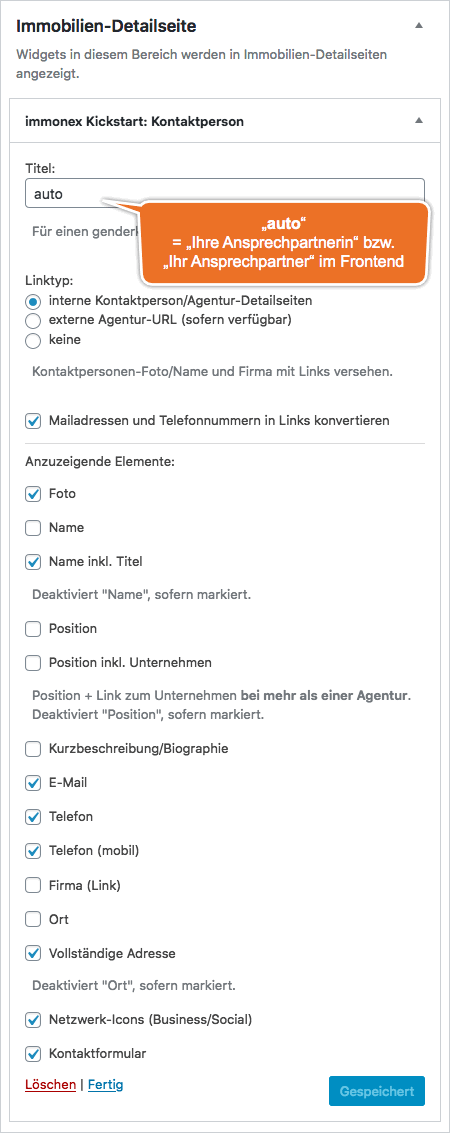 Immobilien-Detailseite
Widgets in diesem Bereich werden in Immobilien-Detailseiten
angezeigt.
immonex Kickstart: Kontaktperson
Titel:
auto
„auto“
= „Ihre Ansprechpartnerin“ bzw.
„Ihr Ansprechpartner“ im Frontend
Für einen
Linktyp:
interne Kontaktperson/Agentur-Detailseiten
externe Agentur-URL (sofern verfügbar)
keine
Kontaktpersonen-Foto/Name und Firma mit Links versehen.
Mailadressen und Telefonnummern in Links konvertieren
Anzuzeigende Elemente:
Foto
Name
Name inkl. Titel
Deaktiviert "Name", sofern markiert.
Position
Position inkl. Unternehmen
Position + Link zum Unternehmen bei mehr als einer Agentur.
Deaktiviert "Position", sofern markiert.
Kurzbeschreibung/Biographie
E-Mail
Telefon
Telefon (mobil)
Firma (Link)
Ort
Vollständige Adresse
Deaktiviert "Ort", sofern markiert.
Netzwerk-Icons (Business/Social)
Kontaktformular
Löschen | Fertig
Gespeichert